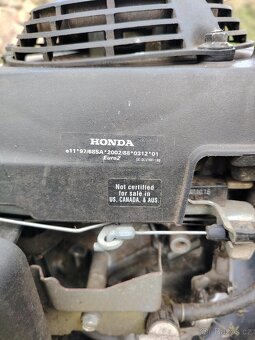 HONDA
e11*97/68SA*2002/88*0312*01
Euro2
Not certified
for sale in
US, CANADA, & AUS.